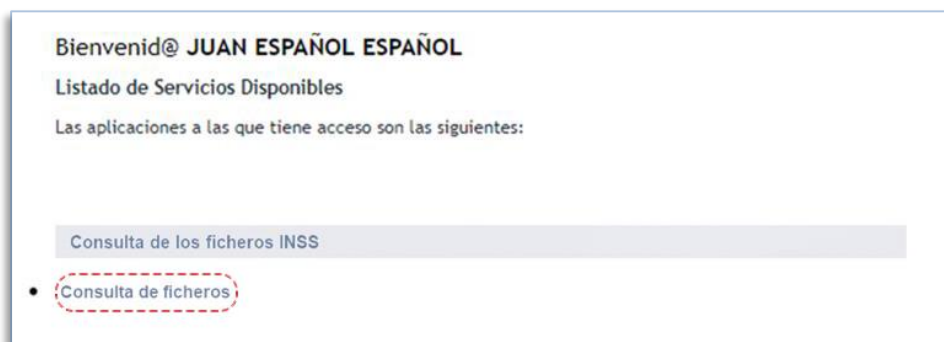 Bienvenid@ JUAN ESPAÑOL ESPAÑOL
Listado de Servicios Disponibles
Las aplicaciones a las que tiene acceso son las siguientes:
Consulta de los ficheros INSS
• Consulta de ficheros